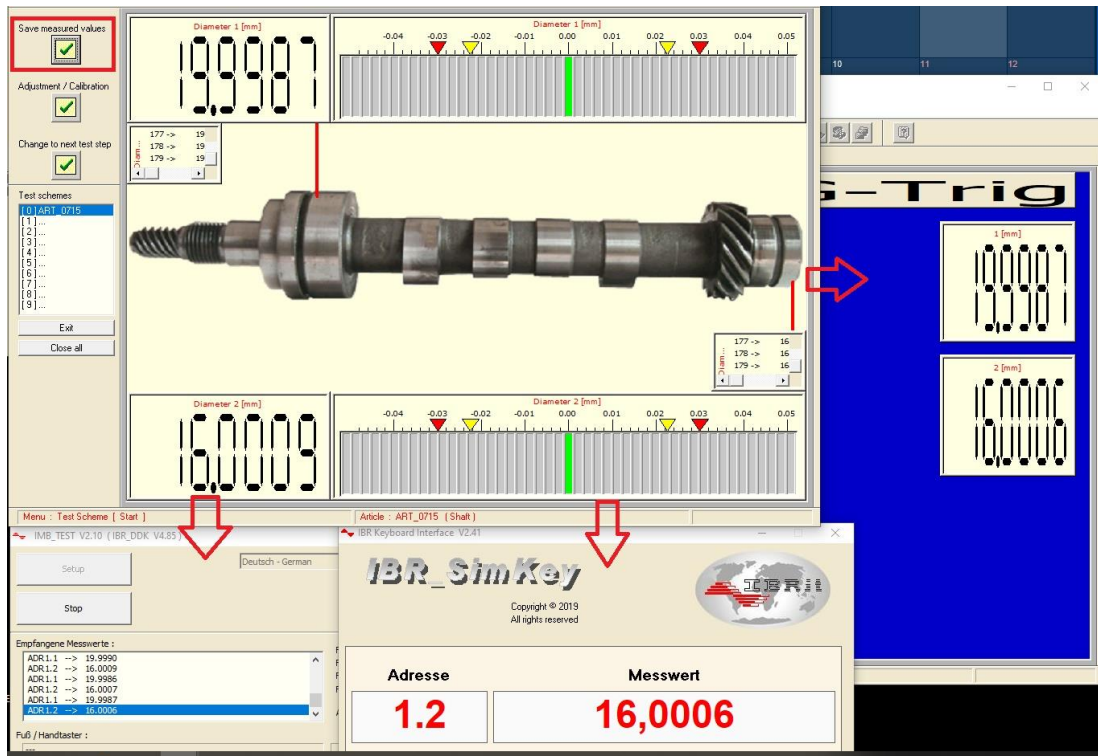 Save measured values
Adjustment / Calibration
Change to next test step
Test schemes
[ 0 ] ART_0715
[ 1 ] ...
[ 2 ] ...
[ 3 ] ...
[ 4 ] ...
[ 5 ] ...
[ 6 ] ...
[ 7 ] ...
[ 8 ] ...
[ 9 ] ...
Exit
Close all
Diameter 1 [mm]
19,9987
Diameter 1 [mm]
-0.04 -0.03 -0.02 -0.01 0.00 0.01 0.02 0.03 0.04 0.05
Diam...
177 -> 19
178 -> 19
179 -> 19
Diam...
177 -> 16
178 -> 16
179 -> 16
Diameter 2 [mm]
16,0009
Diameter 2 [mm]
-0.04 -0.03 -0.02 -0.01 0.00 0.01 0.02 0.03 0.04 0.05
Menu : Test Scheme [ Start ]
Article : ART_0715 (Shaft)
10 11 12
-Trig
1 [mm]
19,9987
2 [mm]
16,0006
IMB_TEST V2.10 ( IBR_DDK V4.85 )
Setup
Deutsch - German
Stop
Empfangene Messwerte :
ADR1.1 --> 19.9990
ADR1.2 --> 16.0009
ADR1.1 --> 19.9986
ADR1.2 --> 16.0007
ADR1.1 --> 19.9987
ADR1.2 --> 16.0006
Fuß / Handtaster :
IBR Keyboard Interface V2.41
IBR_SimKey
Copyright © 2019
All rights reserved
IBRit
Adresse
Messwert
1.2
16,0006